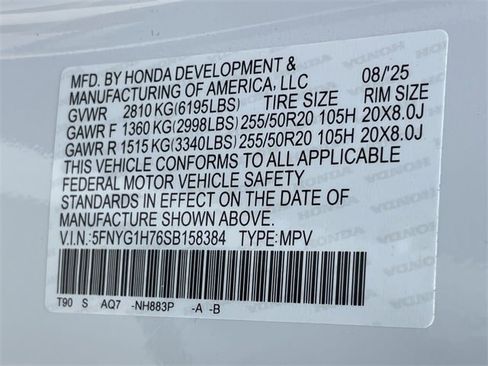 MFD. BY HONDA DEVELOPMENT & 08/'25
MANUFACTURING OF AMERICA, LLC
GVWR 2810 KG(6195LBS) TIRE SIZE RIM SIZE
GAWR F 1360 KG(2998LBS) 255/50R20 105H 20X8.0J
GAWR R 1515 KG(3340LBS) 255/50R20 105H 20X8.0J
THIS VEHICLE CONFORMS TO ALL APPLICABLE
FEDERAL MOTOR VEHICLE SAFETY
STANDARDS IN EFFECT ON THE DATE OF
MANUFACTURE SHOWN ABOVE.
V.I.N.:5FNYG1H76SB158384 TYPE:MPV
T90 S AQ7 -NH883P -A -B